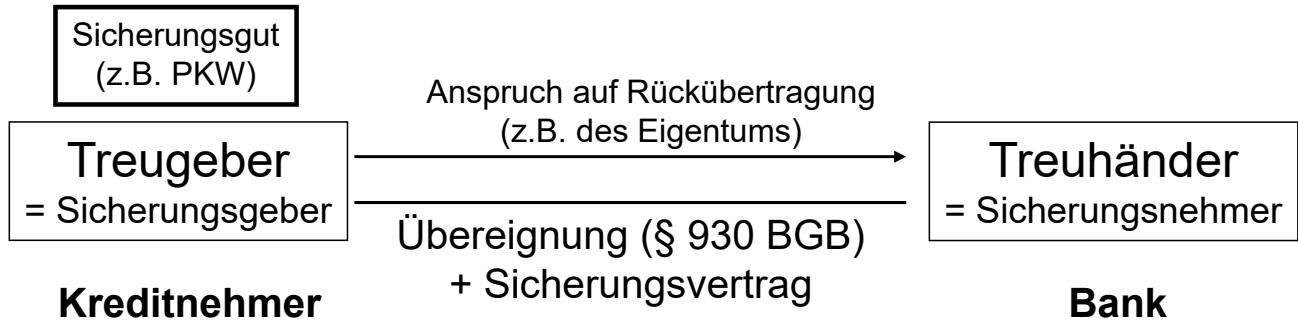 Sicherungsgut
(z.B. PKW)
Anspruch auf Rückübertragung
(z.B. des Eigentums)
Treugeber
= Sicherungsgeber
Treuhänder
= Sicherungsnehmer
Übereignung (§ 930 BGB)
+ Sicherungsvertrag
Kreditnehmer
Bank